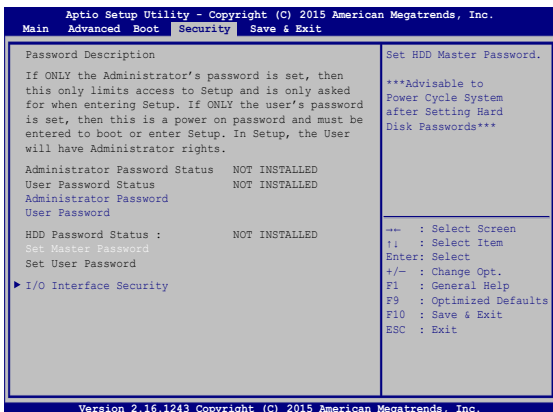 Aptio Setup Utility - Copyright (C) 2015 American Megatrends, Inc.
Main Advanced Boot Security Save & Exit
Password Description
If ONLY the Administrator's password is set, then
this only limits access to Setup and is only asked
for when entering Setup. If ONLY the user's password
is set, then this is a power on password and must be
entered to boot or enter Setup. In Setup, the User
will have Administrator rights.
Administrator Password Status NOT INSTALLED
User Password Status NOT INSTALLED
Administrator Password
User Password
HDD Password Status : NOT INSTALLED
Set Master Password
Set User Password
I/O Interface Security
Set HDD Master Password.
***Advisable to
Power Cycle System
after Setting Hard
Disk Passwords***
→← : Select Screen
↑↓ : Select Item
Enter: Select
+/— : Change Opt.
F1 : General Help
F9 : Optimized Defaults
F10 : Save & Exit
ESC : Exit
Version 2.16.1243 Copyright (C) 2015 American Megatrends, Inc.